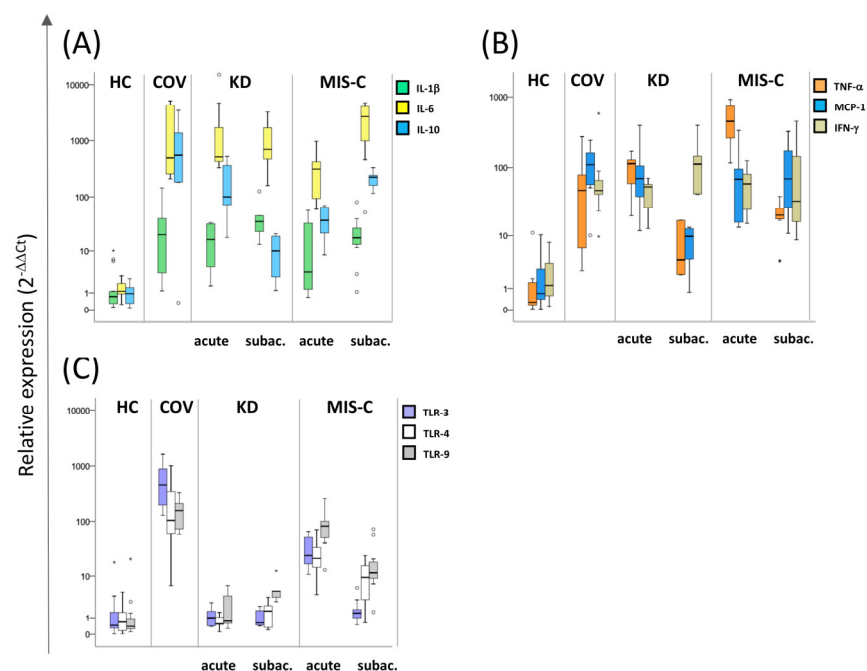 (A)
HC COV KD MIS-C
IL-1β
IL-6
IL-10
10000
1000
100
10
1
0
acute subac. acute subac.
(B)
HC COV KD MIS-C
TNF-α
MCP-1
IFN-γ
10000
1000
100
10
1
0
acute subac. acute subac.
(C)
HC COV KD MIS-C
TLR-3
TLR-4
TLR-9
10000
1000
100
10
1
0
acute subac. acute subac.
Relative expression (2-ΔΔCt)